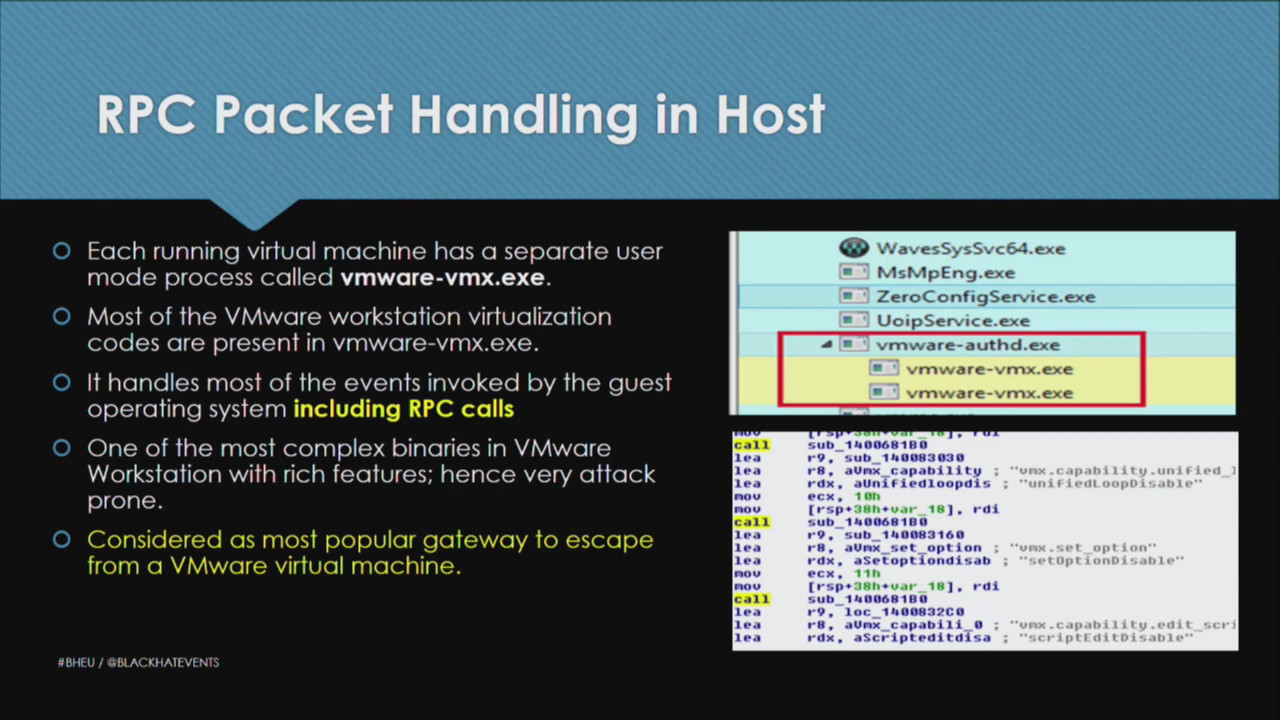 RPC Packet Handling in Host
Each running virtual machine has a separate user
mode process called vmware-vmx.exe.
Most of the VMware workstation virtualization
codes are present in vmware-vmx.exe.
It handles most of the events invoked by the guest
operating system including RPC calls
One of the most complex binaries in VMware
Workstation with rich features; hence very attack
prone.
Considered as most popular gateway to escape
from a VMware virtual machine.
#BHEU / @BLACKHATEVENTS
WavesSysSvc64.exe
MsMpEng.exe
ZeroConfigService.exe
UoipService.exe
vmware-authd.exe
vmware-vmx.exe
vmware-vmx.exe
mov [rsp+38h+var_18], rdi
call sub_1400681B0
lea r9, sub_140083030
lea r8, aVmx_capability ; "vmx.capability.unified_
lea rdx, aUnifiedloopdis ; "unifiedLoopDisable"
mov ecx, 10h
mov [rsp+38h+var_18], rdi
call sub_1400681B0
lea r9, sub_140083160
lea r8, aVmx_set_option ; "vmx.set_option"
lea rdx, aSetoptiondisab ; "setOptionDisable"
mov ecx, 11h
mov [rsp+38h+var_18], rdi
call sub_1400681B0
lea r9, loc_1400832C0
lea r8, aVmx_capabili_0 ; "vmx.capability.edit_scri
lea rdx, aScripteditdisa ; "scriptEditDisable"